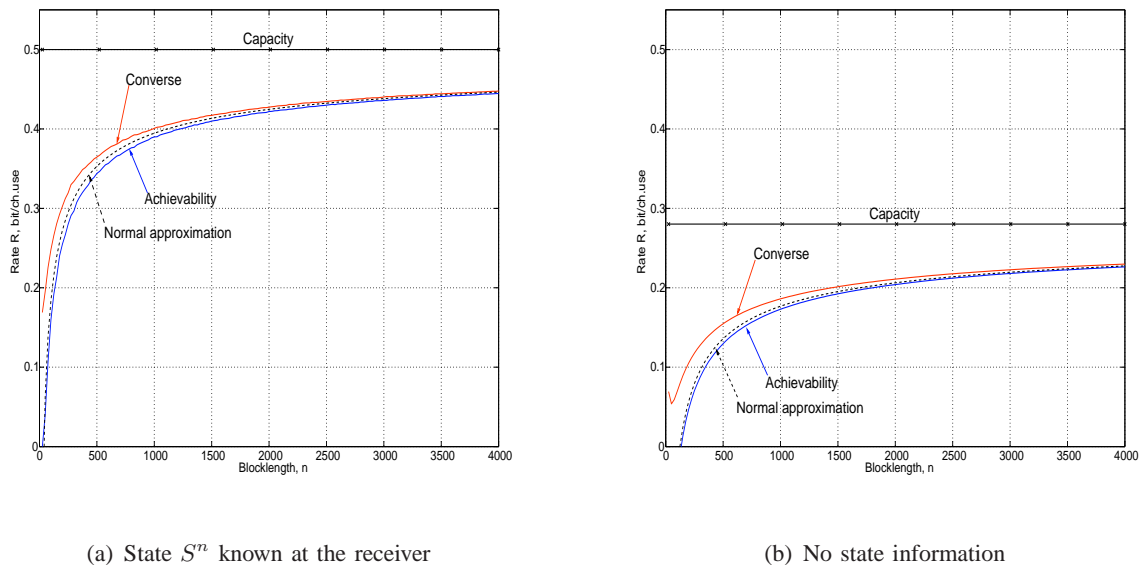 Capacity
Converse
Achievability
Normal approximation
0.5
0.4
0.3
0.2
0.1
0
0 500 1000 1500 2000 2500 3000 3500 4000
Rate R, bit/ch.use
Blocklength, n
(a) State S^n known at the receiver
Capacity
Converse
Achievability
Normal approximation
0.5
0.4
0.3
0.2
0.1
0
0 500 1000 1500 2000 2500 3000 3500 4000
Rate R, bit/ch.use
Blocklength, n
(b) No state information